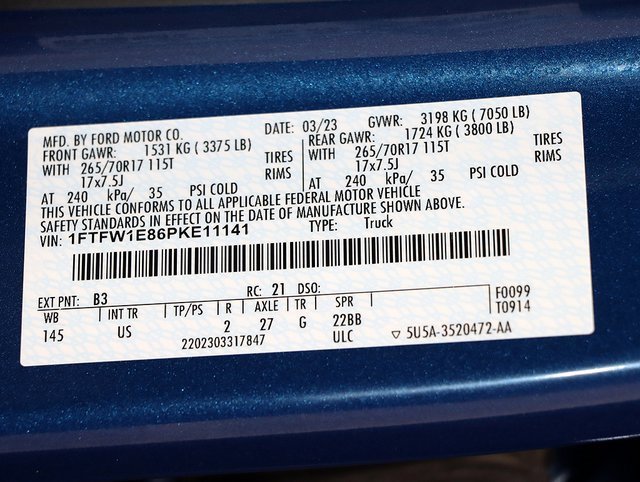 MFD. BY FORD MOTOR CO. DATE: 03/23 GVWR: 3198 KG ( 7050 LB)
FRONT GAWR: 1531 KG ( 3375 LB) REAR GAWR: 1724 KG ( 3800 LB)
WITH 265/70R17 115T TIRES WITH 265/70R17 115T TIRES
17x7.5J RIMS 17x7.5J RIMS
AT 240 kPa/ 35 PSI COLD AT 240 kPa/ 35 PSI COLD
THIS VEHICLE CONFORMS TO ALL APPLICABLE FEDERAL MOTOR VEHICLE
SAFETY STANDARDS IN EFFECT ON THE DATE OF MANUFACTURE SHOWN ABOVE.
VIN: 1FTFW1E86PKE11141 TYPE: Truck
EXT PNT: B3 RC: 21 DSO:
WB INT TR TP/PS R AXLE TR SPR F0099
145 US 2 27 G 22BB T0914
2202303317847 ULC 5U5A-3520472-AA